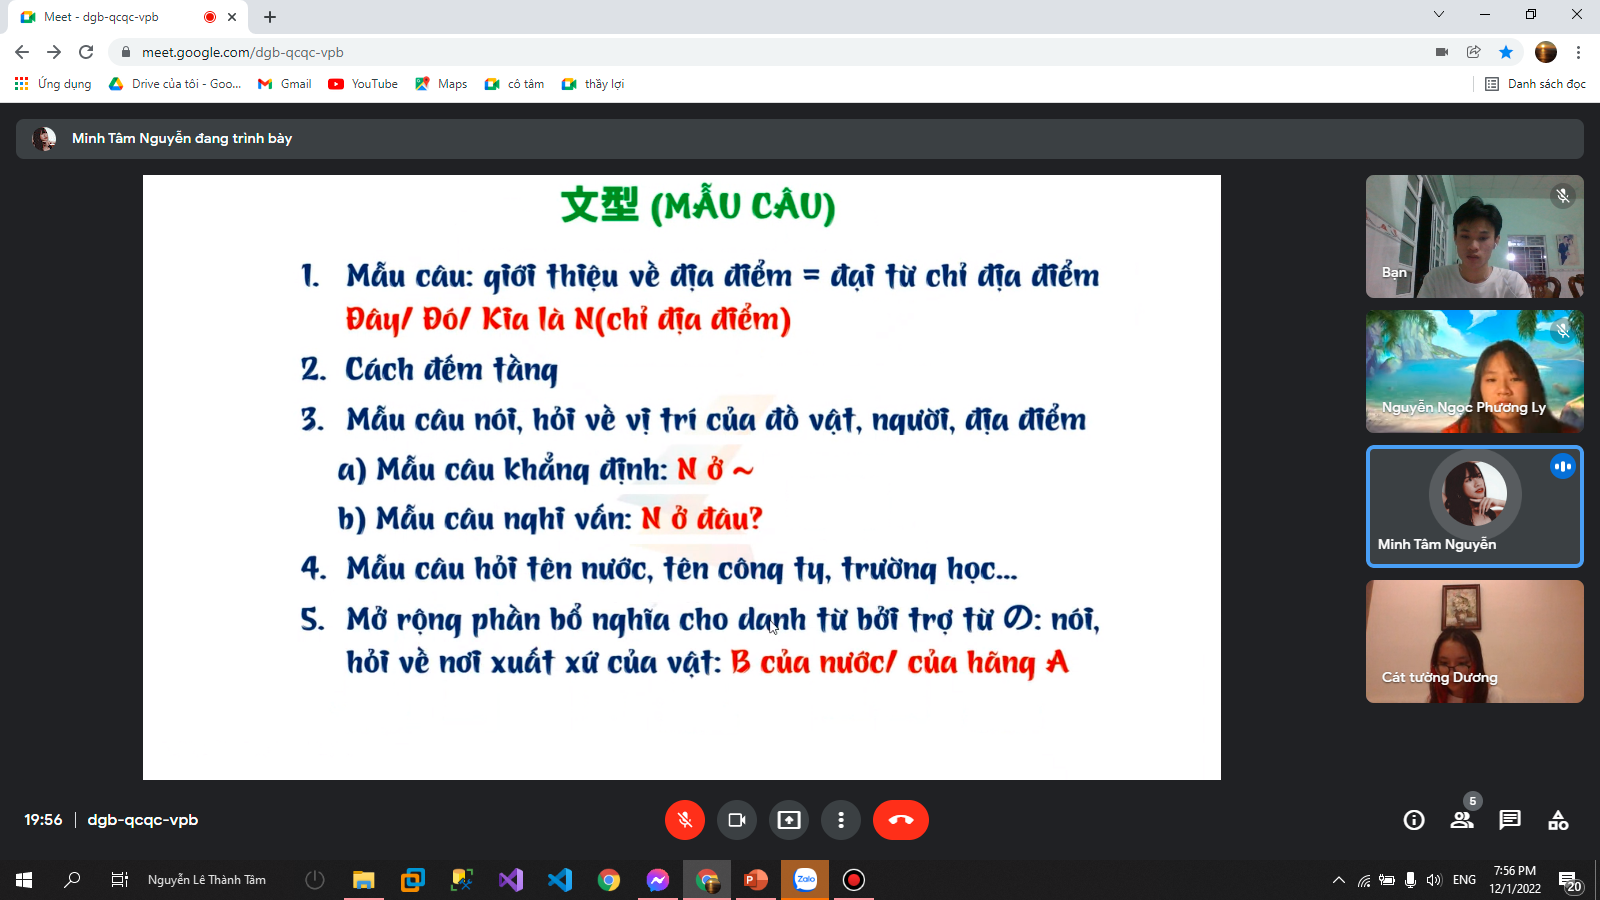 Meet - dgb-qcqc-vpb
meet.google.com/dgb-qcqc-vpb
Ứng dụng
Drive của tôi - Goo...
Gmail
YouTube
Maps
cô tâm
thầy lợi
Danh sách đọc
Minh Tâm Nguyễn đang trình bày
文型 (MẪU CÂU)
1. Mẫu câu: giới thiệu về địa điểm = đại từ chỉ địa điểm
Đây/ Đó/ Kia là N(chỉ địa điểm)
2. Cách đếm tầng
3. Mẫu câu nói, hỏi về vị trí của đồ vật, người, địa điểm
a) Mẫu câu khẳng định: N ở ~
b) Mẫu câu nghi vấn: N ở đâu?
4. Mẫu câu hỏi tên nước, tên công ty, trường học...
5. Mở rộng phần bổ nghĩa cho danh từ bởi trợ từ の: nói,
hỏi về nơi xuất xứ của vật: B của nước/ của hãng A
Bạn
Nguyễn Ngọc Phương Ly
Minh Tâm Nguyễn
Cát tường Dương
19:56
dgb-qcqc-vpb
5
Nguyễn Lê Thành Tâm
Zalo
ENG
7:56 PM
12/1/2022
20